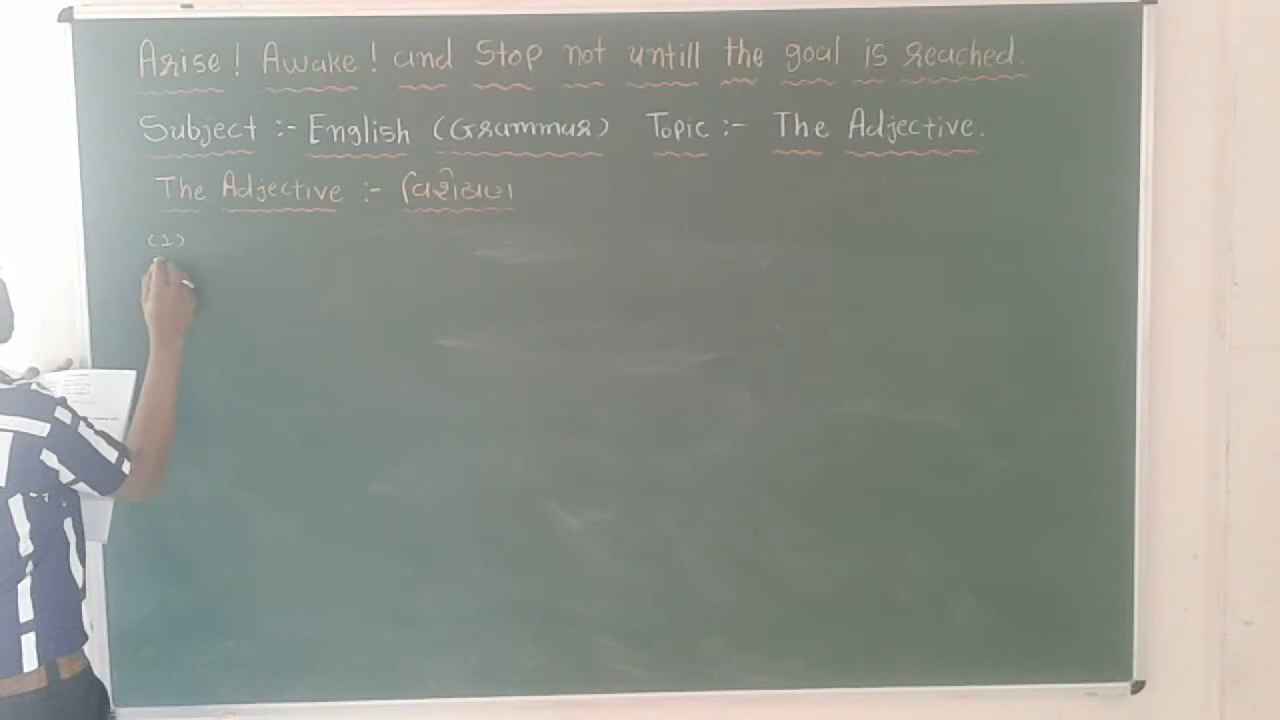 Arise! Awake! and Stop not untill the goal is reached.
Subject :- English (Grammar) Topic :- The Adjective.
The Adjective :- વિશેષણ
(1)